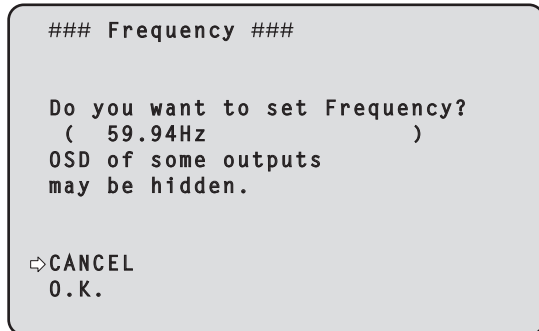 ### Frequency ###
Do you want to set Frequency?
( 59.94Hz )
OSD of some outputs
may be hidden.
⇨CANCEL
O.K.